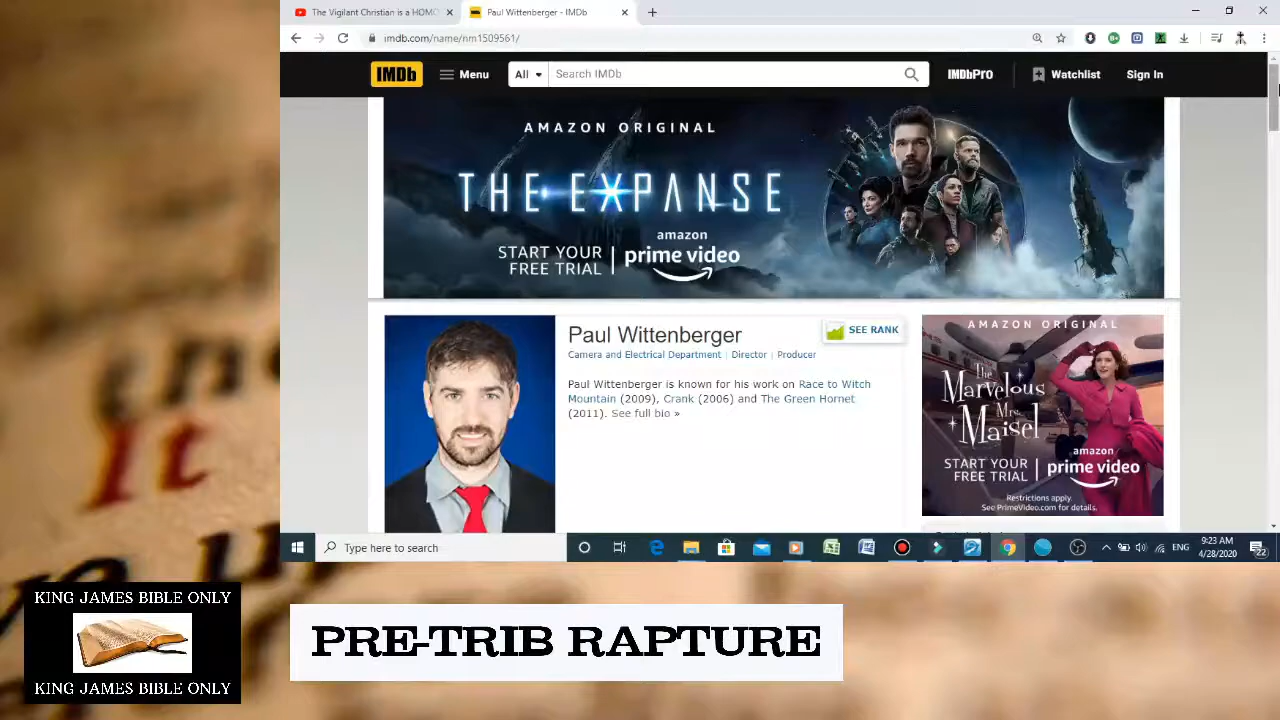 The Vigilant Christian is a HOMO
Paul Wittenberger - IMDb
imdb.com/name/nm1509561/
IMDb
Menu
All
Search IMDb
IMDbPro
Watchlist
Sign In
AMAZON ORIGINAL
THE EXPANSE
START YOUR
FREE TRIAL
amazon
prime video
Paul Wittenberger
SEE RANK
Camera and Electrical Department | Director | Producer
Paul Wittenberger is known for his work on Race to Witch
Mountain (2009), Crank (2006) and The Green Hornet
(2011). See full bio »
AMAZON ORIGINAL
The
Marvelous
Mrs.
Maisel
START YOUR
FREE TRIAL
amazon
prime video
Restrictions apply.
See PrimeVideo.com for details.
Type here to search
ENG
9:23 AM
4/28/2020
22
It
KING JAMES BIBLE ONLY
KING JAMES BIBLE ONLY
PRE-TRIB RAPTURE